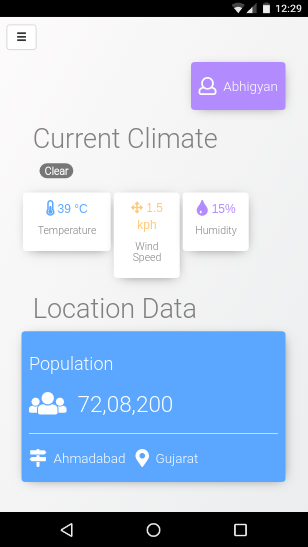 12:29
Abhigyan
Current Climate
Clear
39 °C
Temperature
1.5
kph
Wind
Speed
15%
Humidity
Location Data
Population
72,08,200
Ahmadabad Gujarat